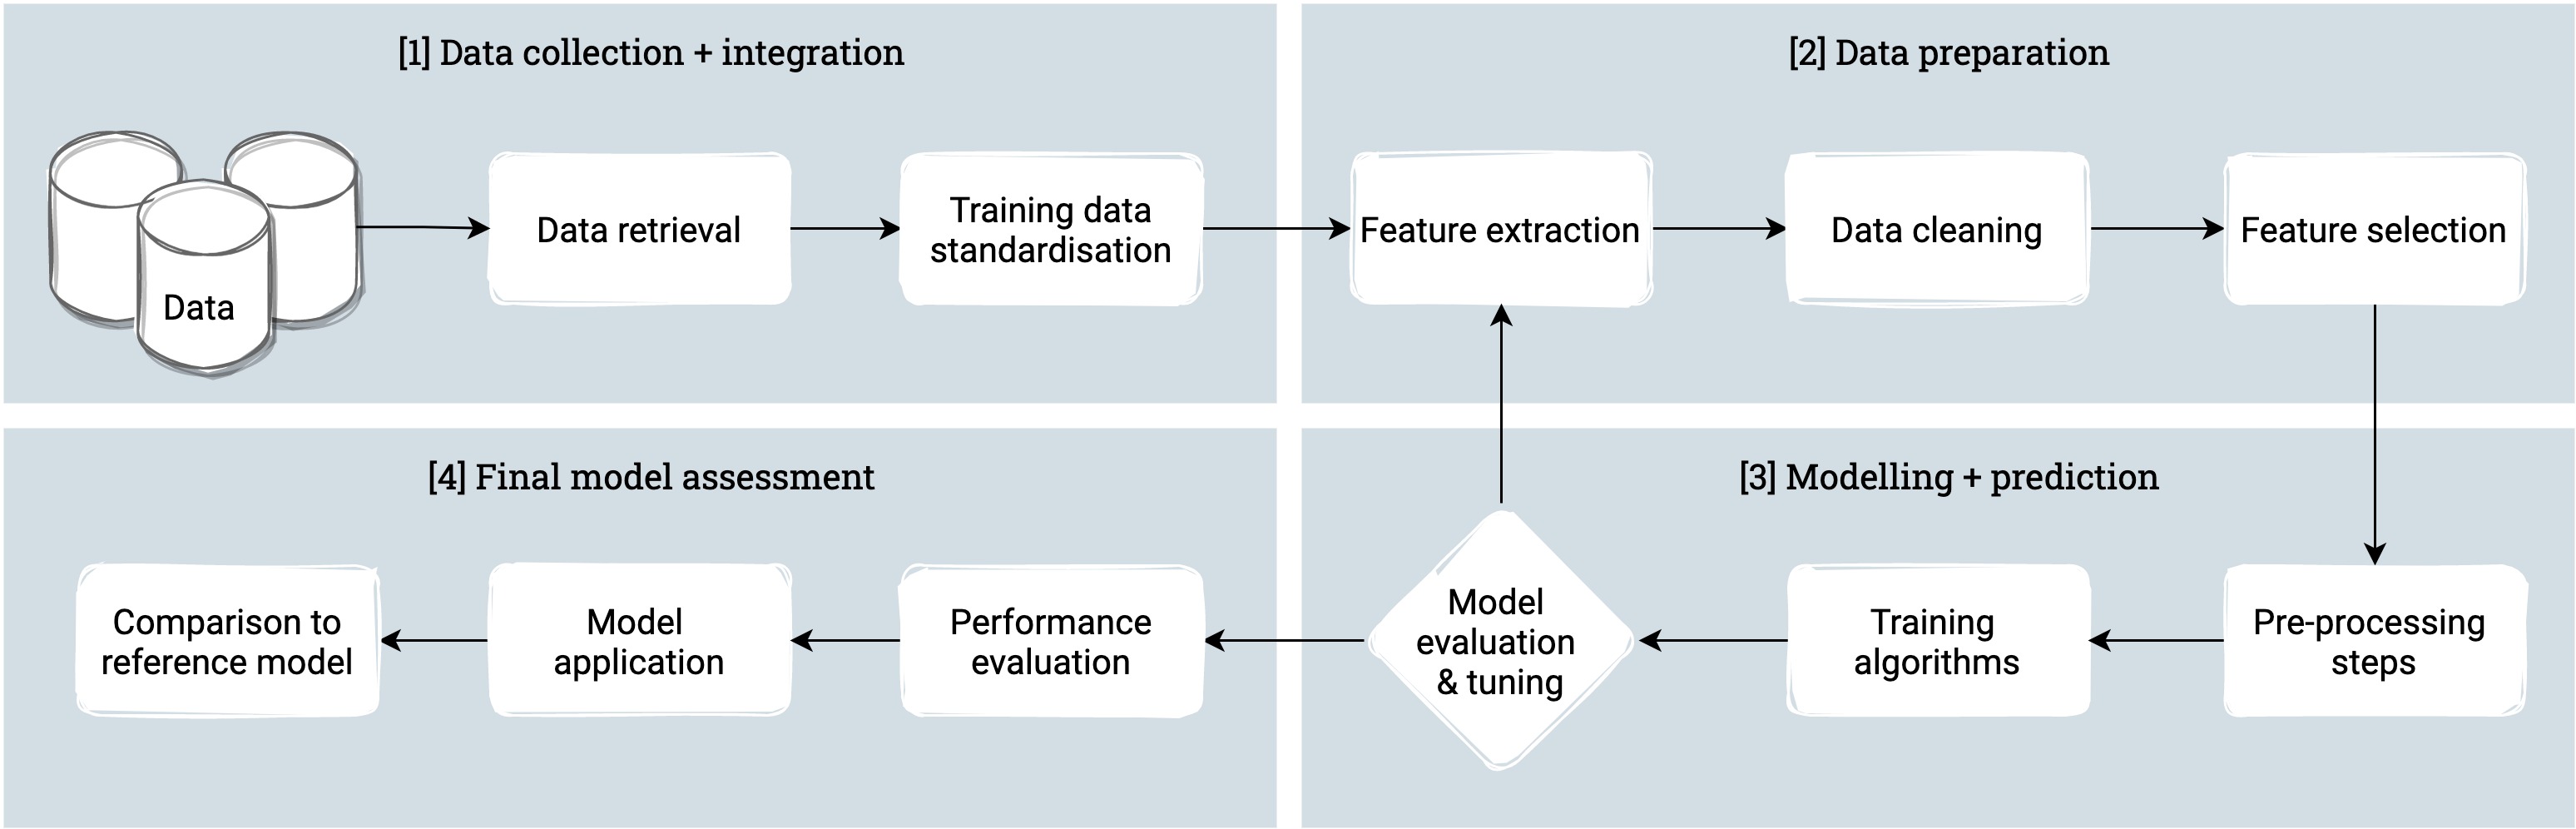 [1] Data collection + integration
Data
Data retrieval
Training data
standardisation
[2] Data preparation
Feature extraction
Data cleaning
Feature selection
[3] Modelling + prediction
Pre-processing
steps
Training
algorithms
Model
evaluation
& tuning
[4] Final model assessment
Performance
evaluation
Model
application
Comparison to
reference model